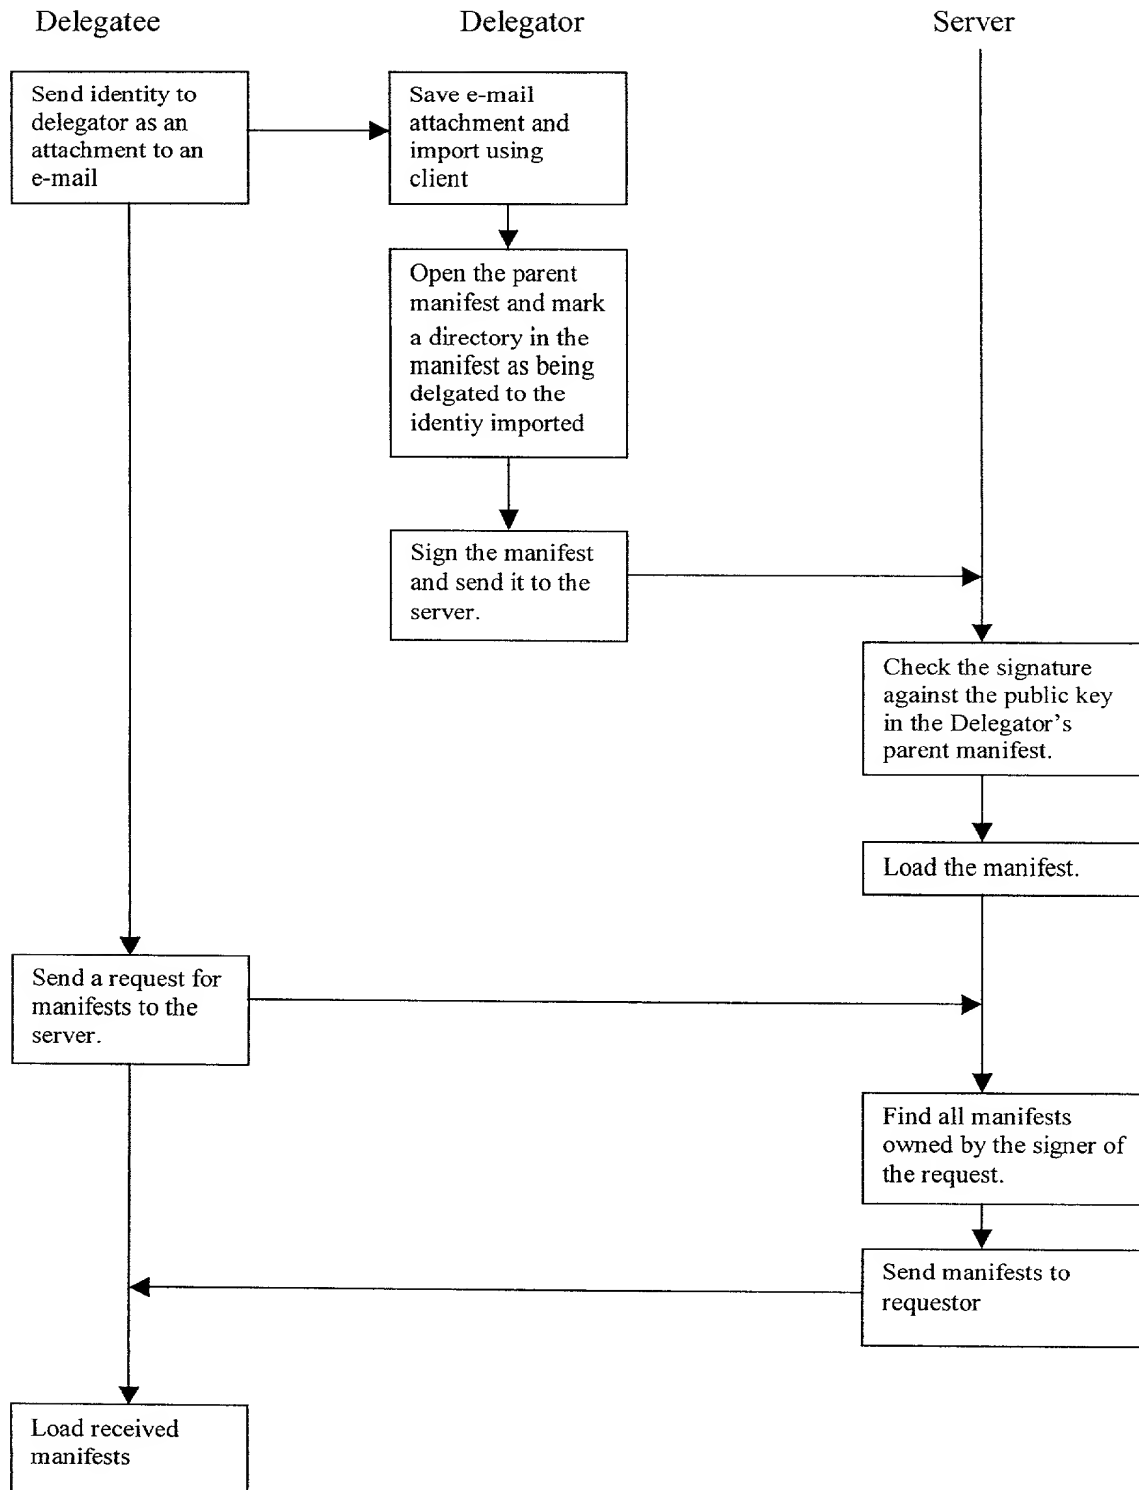 Delegatee
Delegator
Server
Send identity to
delegator as an
attachment to an
e-mail
Save e-mail
attachment and
import using
client
Open the parent
manifest and mark
a directory in the
manifest as being
delgated to the
identiy imported
Sign the manifest
and send it to the
server.
Check the signature
against the public key
in the Delegator's
parent manifest.
Load the manifest.
Send a request for
manifests to the
server.
Find all manifests
owned by the signer of
the request.
Send manifests to
requestor
Load received
manifests